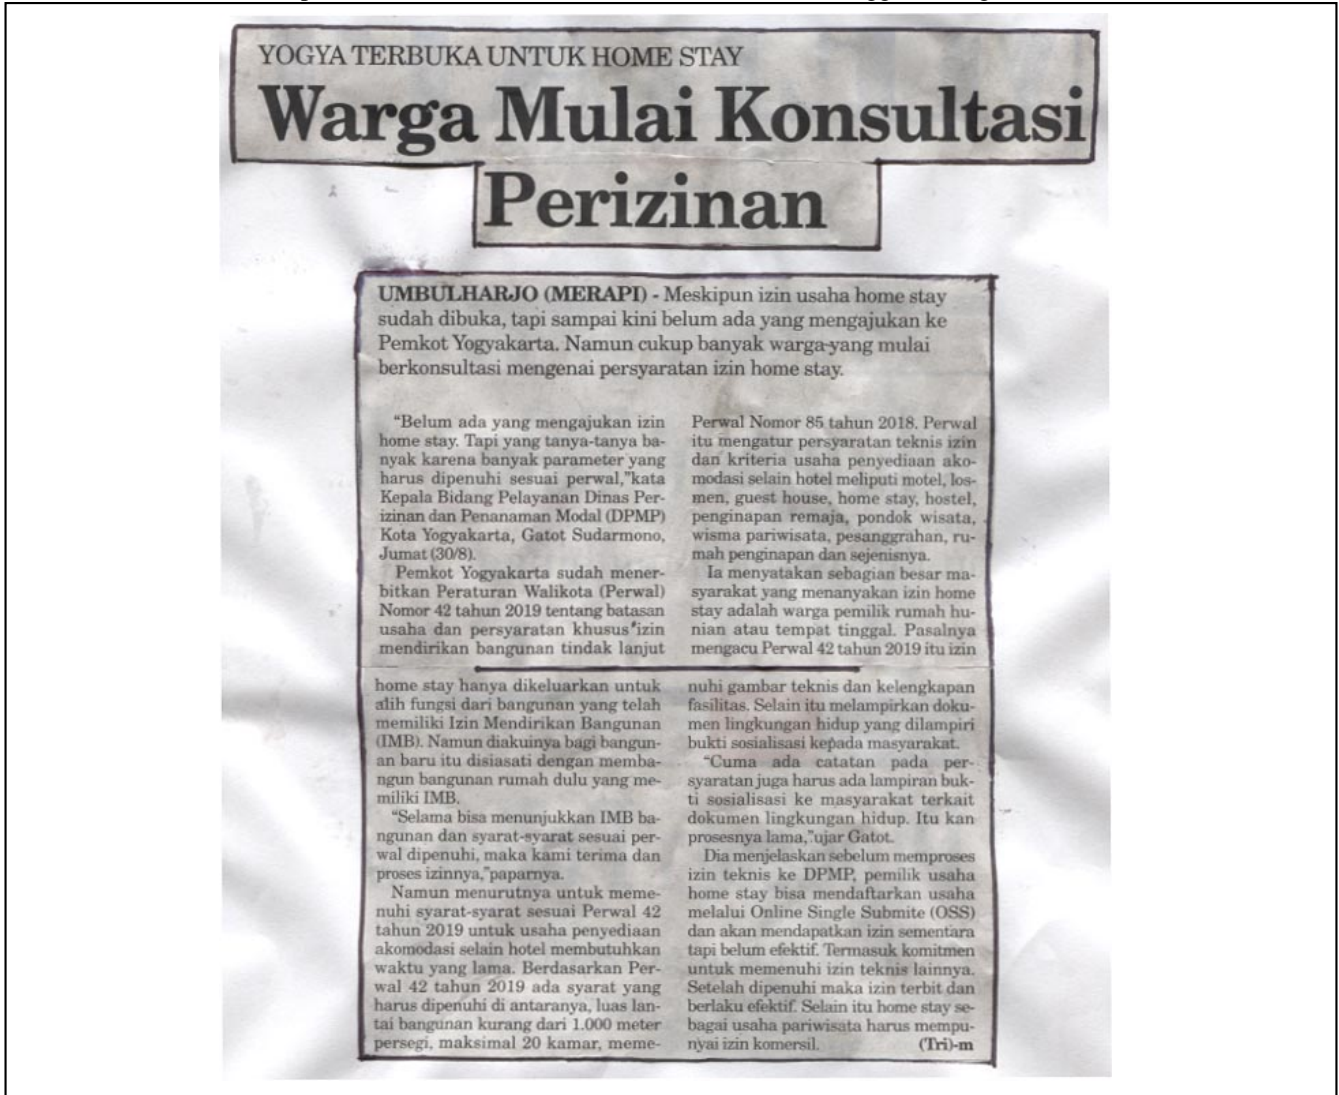 YOGYA TERBUKA UNTUK HOME STAY
Warga Mulai Konsultasi
Perizinan
UMBULHARJO (MERAPI) - Meskipun izin usaha home stay
sudah dibuka, tapi sampai kini belum ada yang mengajukan ke
Pemkot Yogyakarta. Namun cukup banyak warga yang mulai
berkonsultasi mengenai persyaratan izin home stay.
"Belum ada yang mengajukan izin
home stay. Tapi yang tanya-tanya ba-
nyak karena banyak parameter yang
harus dipenuhi sesuai perwal,"kata
Kepala Bidang Pelayanan Dinas Per-
izinan dan Penanaman Modal (DPMP)
Kota Yogyakarta, Gatot Sudarmono,
Jumat (30/8).
Pemkot Yogyakarta sudah mener-
bitkan Peraturan Walikota (Perwal)
Nomor 42 tahun 2019 tentang batasan
usaha dan persyaratan khusus izin
mendirikan bangunan tindak lanjut
Perwal Nomor 85 tahun 2018. Perwal
itu mengatur persyaratan teknis izin
dan kriteria usaha penyediaan ako-
modasi selain hotel meliputi motel, los-
men, guest house, home stay, hostel,
penginapan remaja, pondok wisata,
wisma pariwisata, pesanggrahan, ru-
mah penginapan dan sejenisnya.
Ia menyatakan sebagian besar ma-
syarakat yang menanyakan izin home
stay adalah warga pemilik rumah hu-
nian atau tempat tinggal. Pasalnya
mengacu Perwal 42 tahun 2019 itu izin
home stay hanya dikeluarkan untuk
alih fungsi dari bangunan yang telah
memiliki Izin Mendirikan Bangunan
(IMB). Namun diakuinya bagi bangun-
an baru itu disiasati dengan memba-
ngun bangunan rumah dulu yang me-
miliki IMB.
"Selama bisa menunjukkan IMB ba-
ngunan dan syarat-syarat sesuai per-
wal dipenuhi, maka kami terima dan
proses izinnya,"paparnya.
Namun menurutnya untuk meme-
nuhi syarat-syarat sesuai Perwal 42
tahun 2019 untuk usaha penyediaan
akomodasi selain hotel membutuhkan
waktu yang lama. Berdasarkan Per-
wal 42 tahun 2019 ada syarat yang
harus dipenuhi di antaranya, luas lan-
tai bangunan kurang dari 1.000 meter
persegi, maksimal 20 kamar, meme-
nuhi gambar teknis dan kelengkapan
fasilitas. Selain itu melampirkan doku-
men lingkungan hidup yang dilampiri
bukti sosialisasi kepada masyarakat.
"Cuma ada catatan pada per-
syaratan juga harus ada lampiran buk-
ti sosialisasi ke masyarakat terkait
dokumen lingkungan hidup. Itu kan
prosesnya lama,"ujar Gatot.
Dia menjelaskan sebelum memproses
izin teknis ke DPMP, pemilik usaha
home stay bisa mendaftarkan usaha
melalui Online Single Submite (OSS)
dan akan mendapatkan izin sementara
tapi belum efektif. Termasuk komitmen
untuk memenuhi izin teknis lainnya.
Setelah dipenuhi maka izin terbit dan
berlaku efektif. Selain itu home stay se-
bagai usaha pariwisata harus mempu-
nyai izin komersil. (Tri)-m